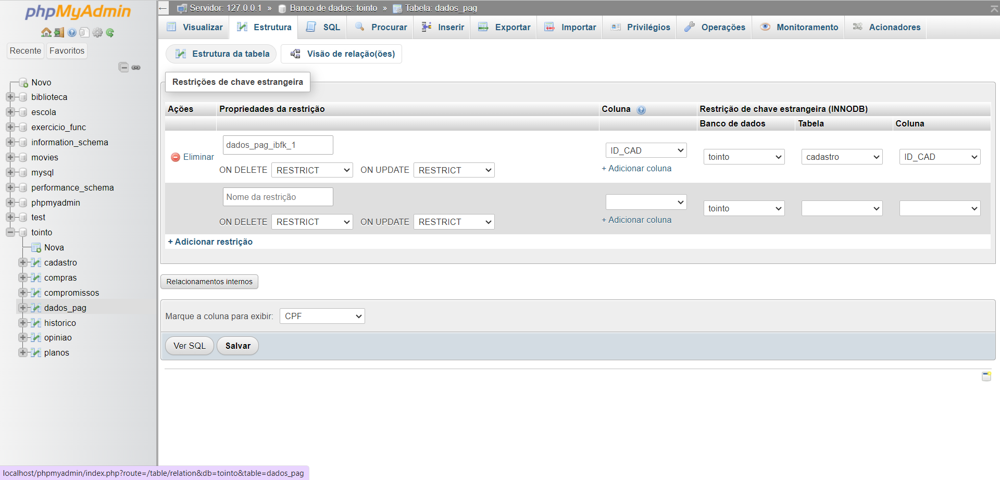 phpMyAdmin
Recente Favoritos
Novo
biblioteca
escola
exercicio_func
information_schema
movies
mysql
performance_schema
phpmyadmin
test
tointo
Nova
cadastro
compras
compromissos
dados_pag
historico
opiniao
planos
Servidor: 127.0.0.1 » Banco de dados: tointo » Tabela: dados_pag
Visualizar Estrutura SQL Procurar Inserir Exportar Importar Privilégios Operações Monitoramento Acionadores
Estrutura da tabela Visão de relação(ões)
Restrições de chave estrangeira
Ações Propriedades da restrição Coluna Restrição de chave estrangeira (INNODB)
Banco de dados Tabela Coluna
dados_pag_ibfk_1
Eliminar ID_CAD tointo cadastro ID_CAD
ON DELETE RESTRICT ON UPDATE RESTRICT + Adicionar coluna
Nome da restrição
tointo
ON DELETE RESTRICT ON UPDATE RESTRICT + Adicionar coluna
+ Adicionar restrição
Relacionamentos internos
Marque a coluna para exibir: CPF
Ver SQL Salvar
localhost/phpmyadmin/index.php?route=/table/relation&db=tointo&table=dados_pag